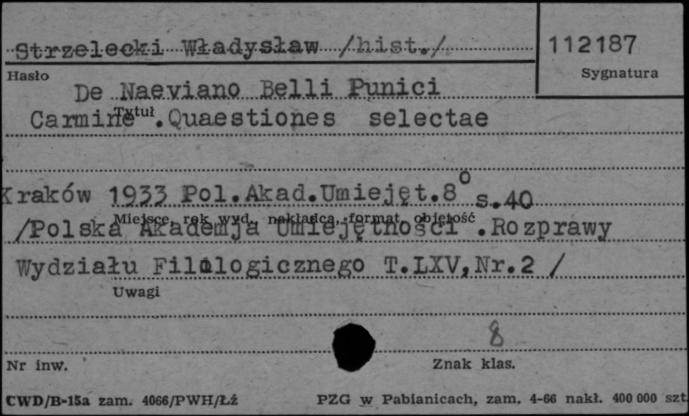 Strzelecki Władysław /hist./
112187
Hasło
Sygnatura
De Naeviano Belli Punici
Carmine .Quaestiones selectae
Tytuł
Kraków 1933 Pol.Akad.Umiejęt.8⁰ s.40
Miejsce, rok wyd., nakładca, format, objętość
/Polska Akademja Umiejętności .Rozprawy
Wydziału Filologicznego T.LXV,Nr.2 /
Uwagi
8
Nr inw.
Znak klas.
CWD/B-15a zam. 4066/PWH/Łź
PZG w Pabianicach, zam. 4-66 nakł. 400 000 szt